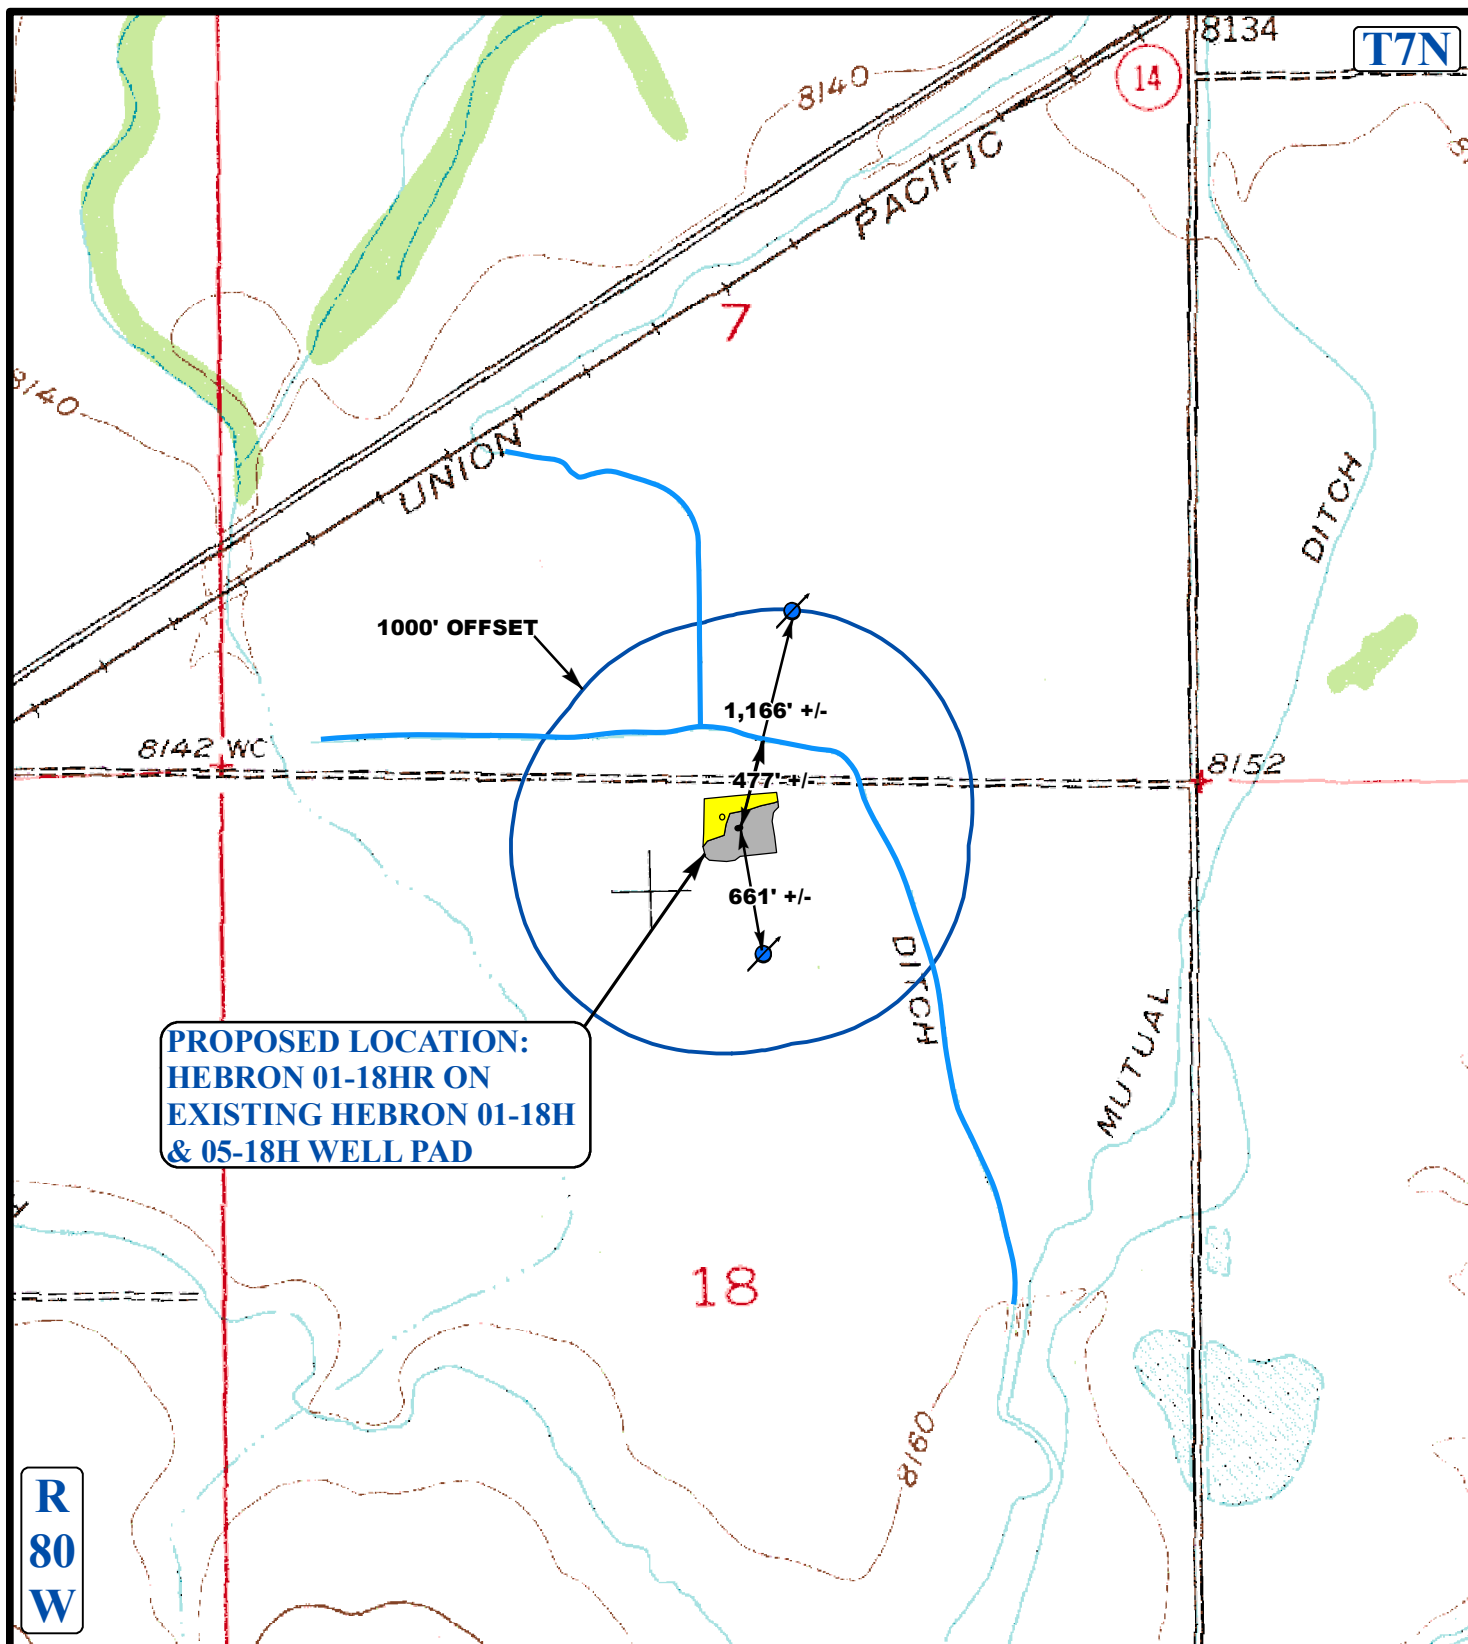 8134
T7N
14
8140
PACIFIC
7
8140
UNION
DITCH
1000' OFFSET
1,166' +/-
8142 WC
8152
477' +/-
661' +/-
DITCH
MUTUAL
PROPOSED LOCATION:
HEBRON 01-18HR ON
EXISTING HEBRON 01-18H
& 05-18H WELL PAD
18
8160
R
80
W